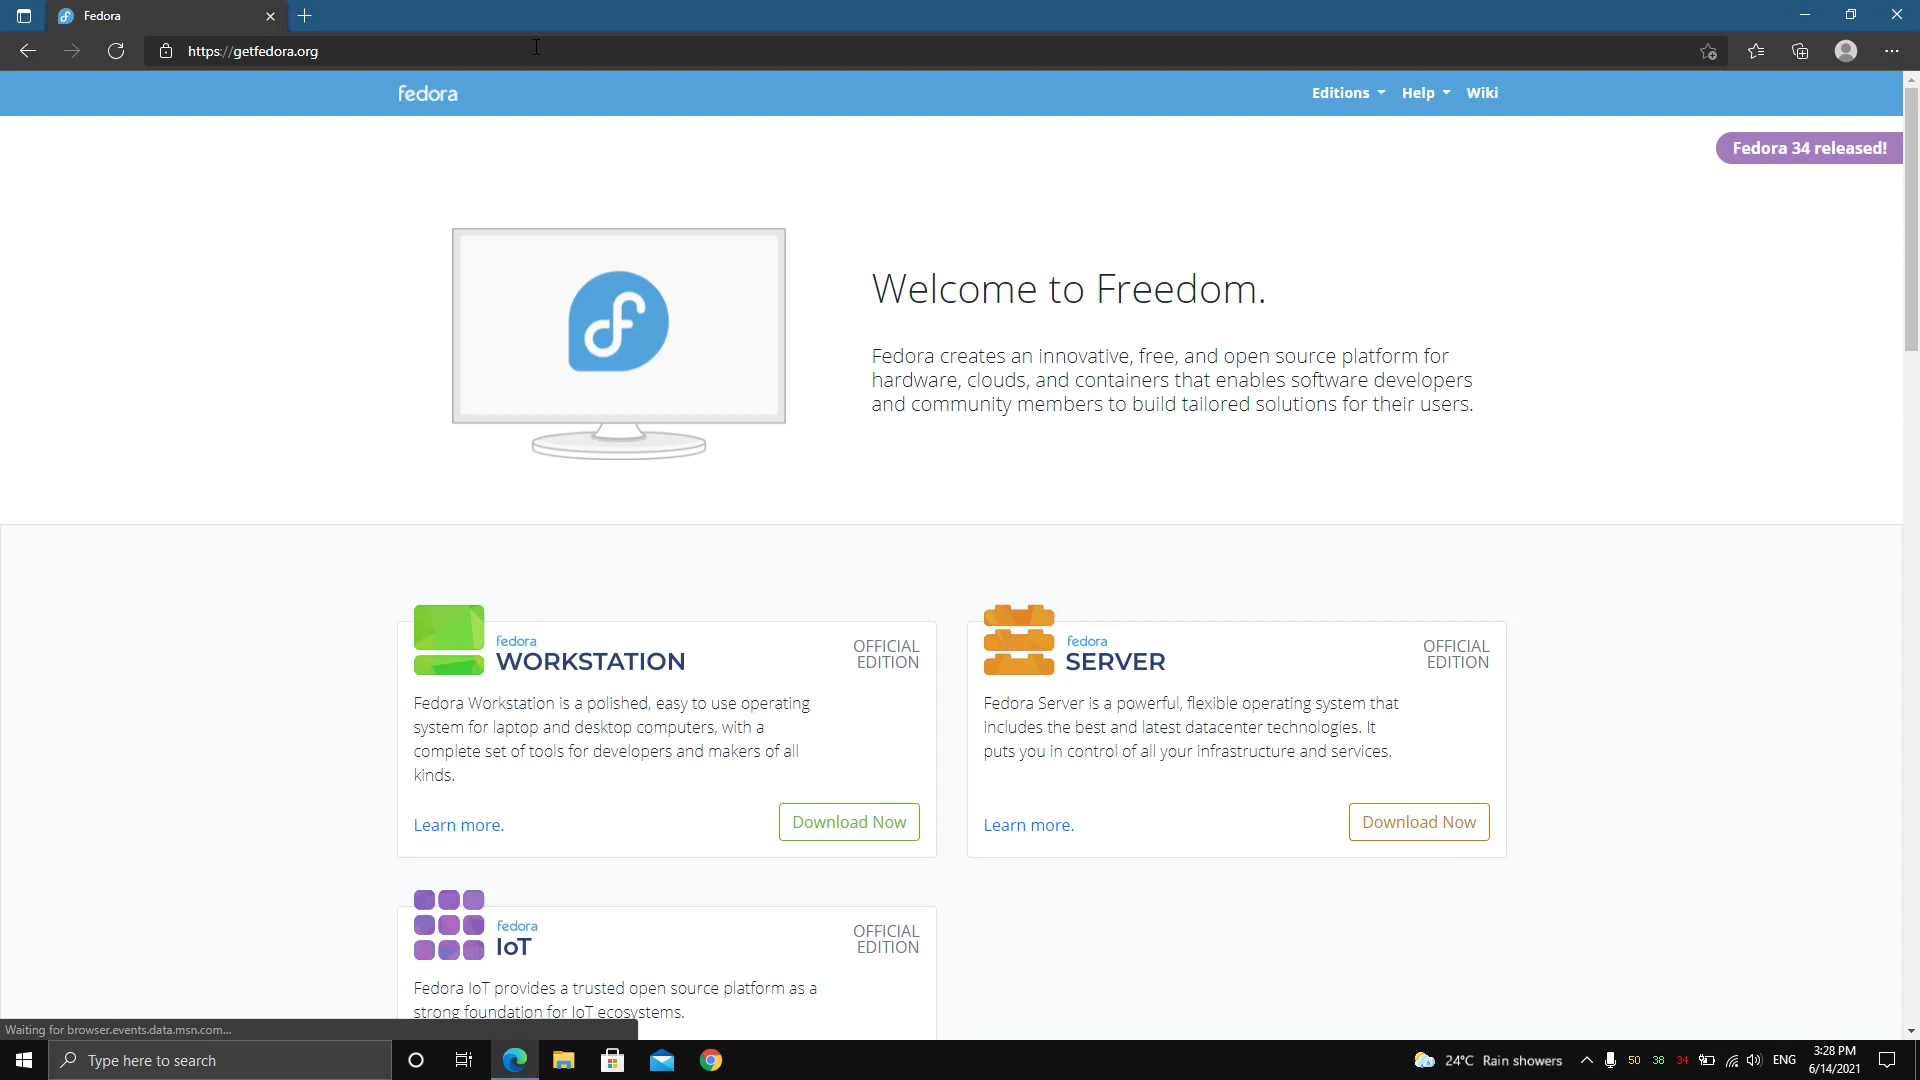 Fedora
https://getfedora.org
fedora
Editions
Help
Wiki
Fedora 34 released!
Welcome to Freedom.
Fedora creates an innovative, free, and open source platform for
hardware, clouds, and containers that enables software developers
and community members to build tailored solutions for their users.
fedora
WORKSTATION
OFFICIAL
EDITION
Fedora Workstation is a polished, easy to use operating
system for laptop and desktop computers, with a
complete set of tools for developers and makers of all
kinds.
Learn more.
Download Now
fedora
SERVER
OFFICIAL
EDITION
Fedora Server is a powerful, flexible operating system that
includes the best and latest datacenter technologies. It
puts you in control of all your infrastructure and services.
Learn more.
Download Now
fedora
IoT
OFFICIAL
EDITION
Fedora IoT provides a trusted open source platform as a
strong foundation for IoT ecosystems.
Waiting for browser.events.data.msn.com...
Type here to search
24°C Rain showers
50 38 34
ENG
3:28 PM
6/14/2021